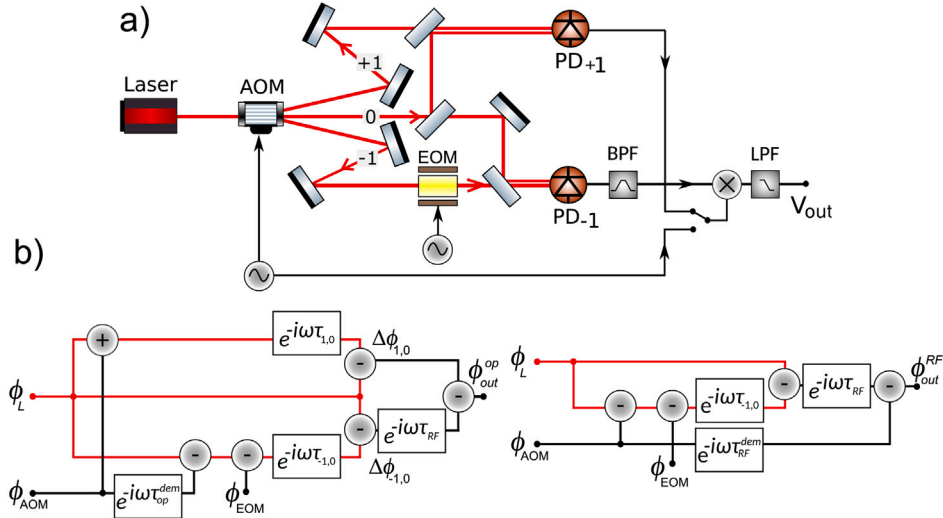 a)
PD+1
+1
Laser
AOM
0
-1
EOM
BPF
LPF
PD-1
Vout
b)
+
e^-iωτ1,0
Δϕ1,0
-
ϕL
ϕout^op
-
-
e^-iωτRF
-
-
e^-iωτ-1,0
Δϕ-1,0
ϕAOM
e^-iωτop^dem
ϕEOM
ϕL
ϕout^RF
-
e^-iωτRF
-
-
-
e^-iωτ-1,0
ϕAOM
e^-iωτRF^dem
ϕEOM